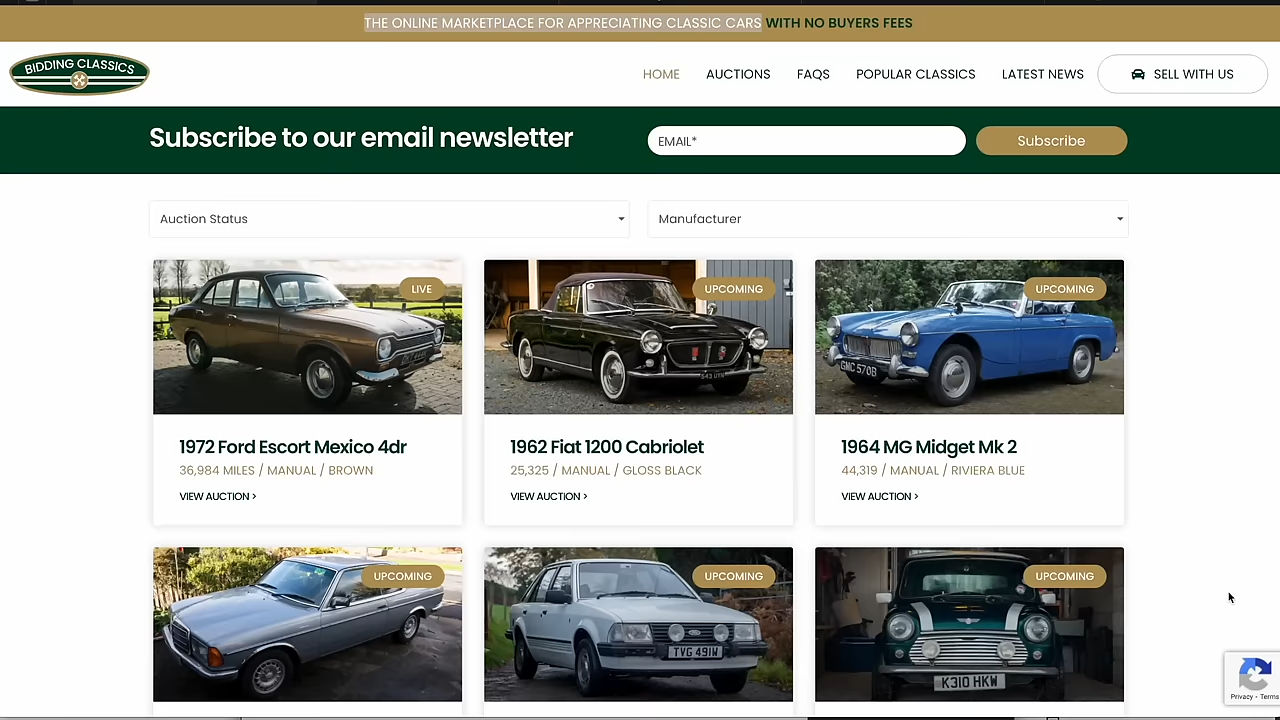 THE ONLINE MARKETPLACE FOR APPRECIATING CLASSIC CARS WITH NO BUYERS FEES
BIDDING CLASSICS
HOME AUCTIONS FAQS POPULAR CLASSICS LATEST NEWS SELL WITH US
Subscribe to our email newsletter
EMAIL*
Subscribe
Auction Status
Manufacturer
LIVE
UPCOMING
UPCOMING
GMC 570B
1972 Ford Escort Mexico 4dr
36,984 MILES / MANUAL / BROWN
VIEW AUCTION >
1962 Fiat 1200 Cabriolet
25,325 / MANUAL / GLOSS BLACK
VIEW AUCTION >
1964 MG Midget Mk 2
44,319 / MANUAL / RIVIERA BLUE
VIEW AUCTION >
UPCOMING
UPCOMING
UPCOMING
TVG 491W
K310 HKW
Privacy - Terms